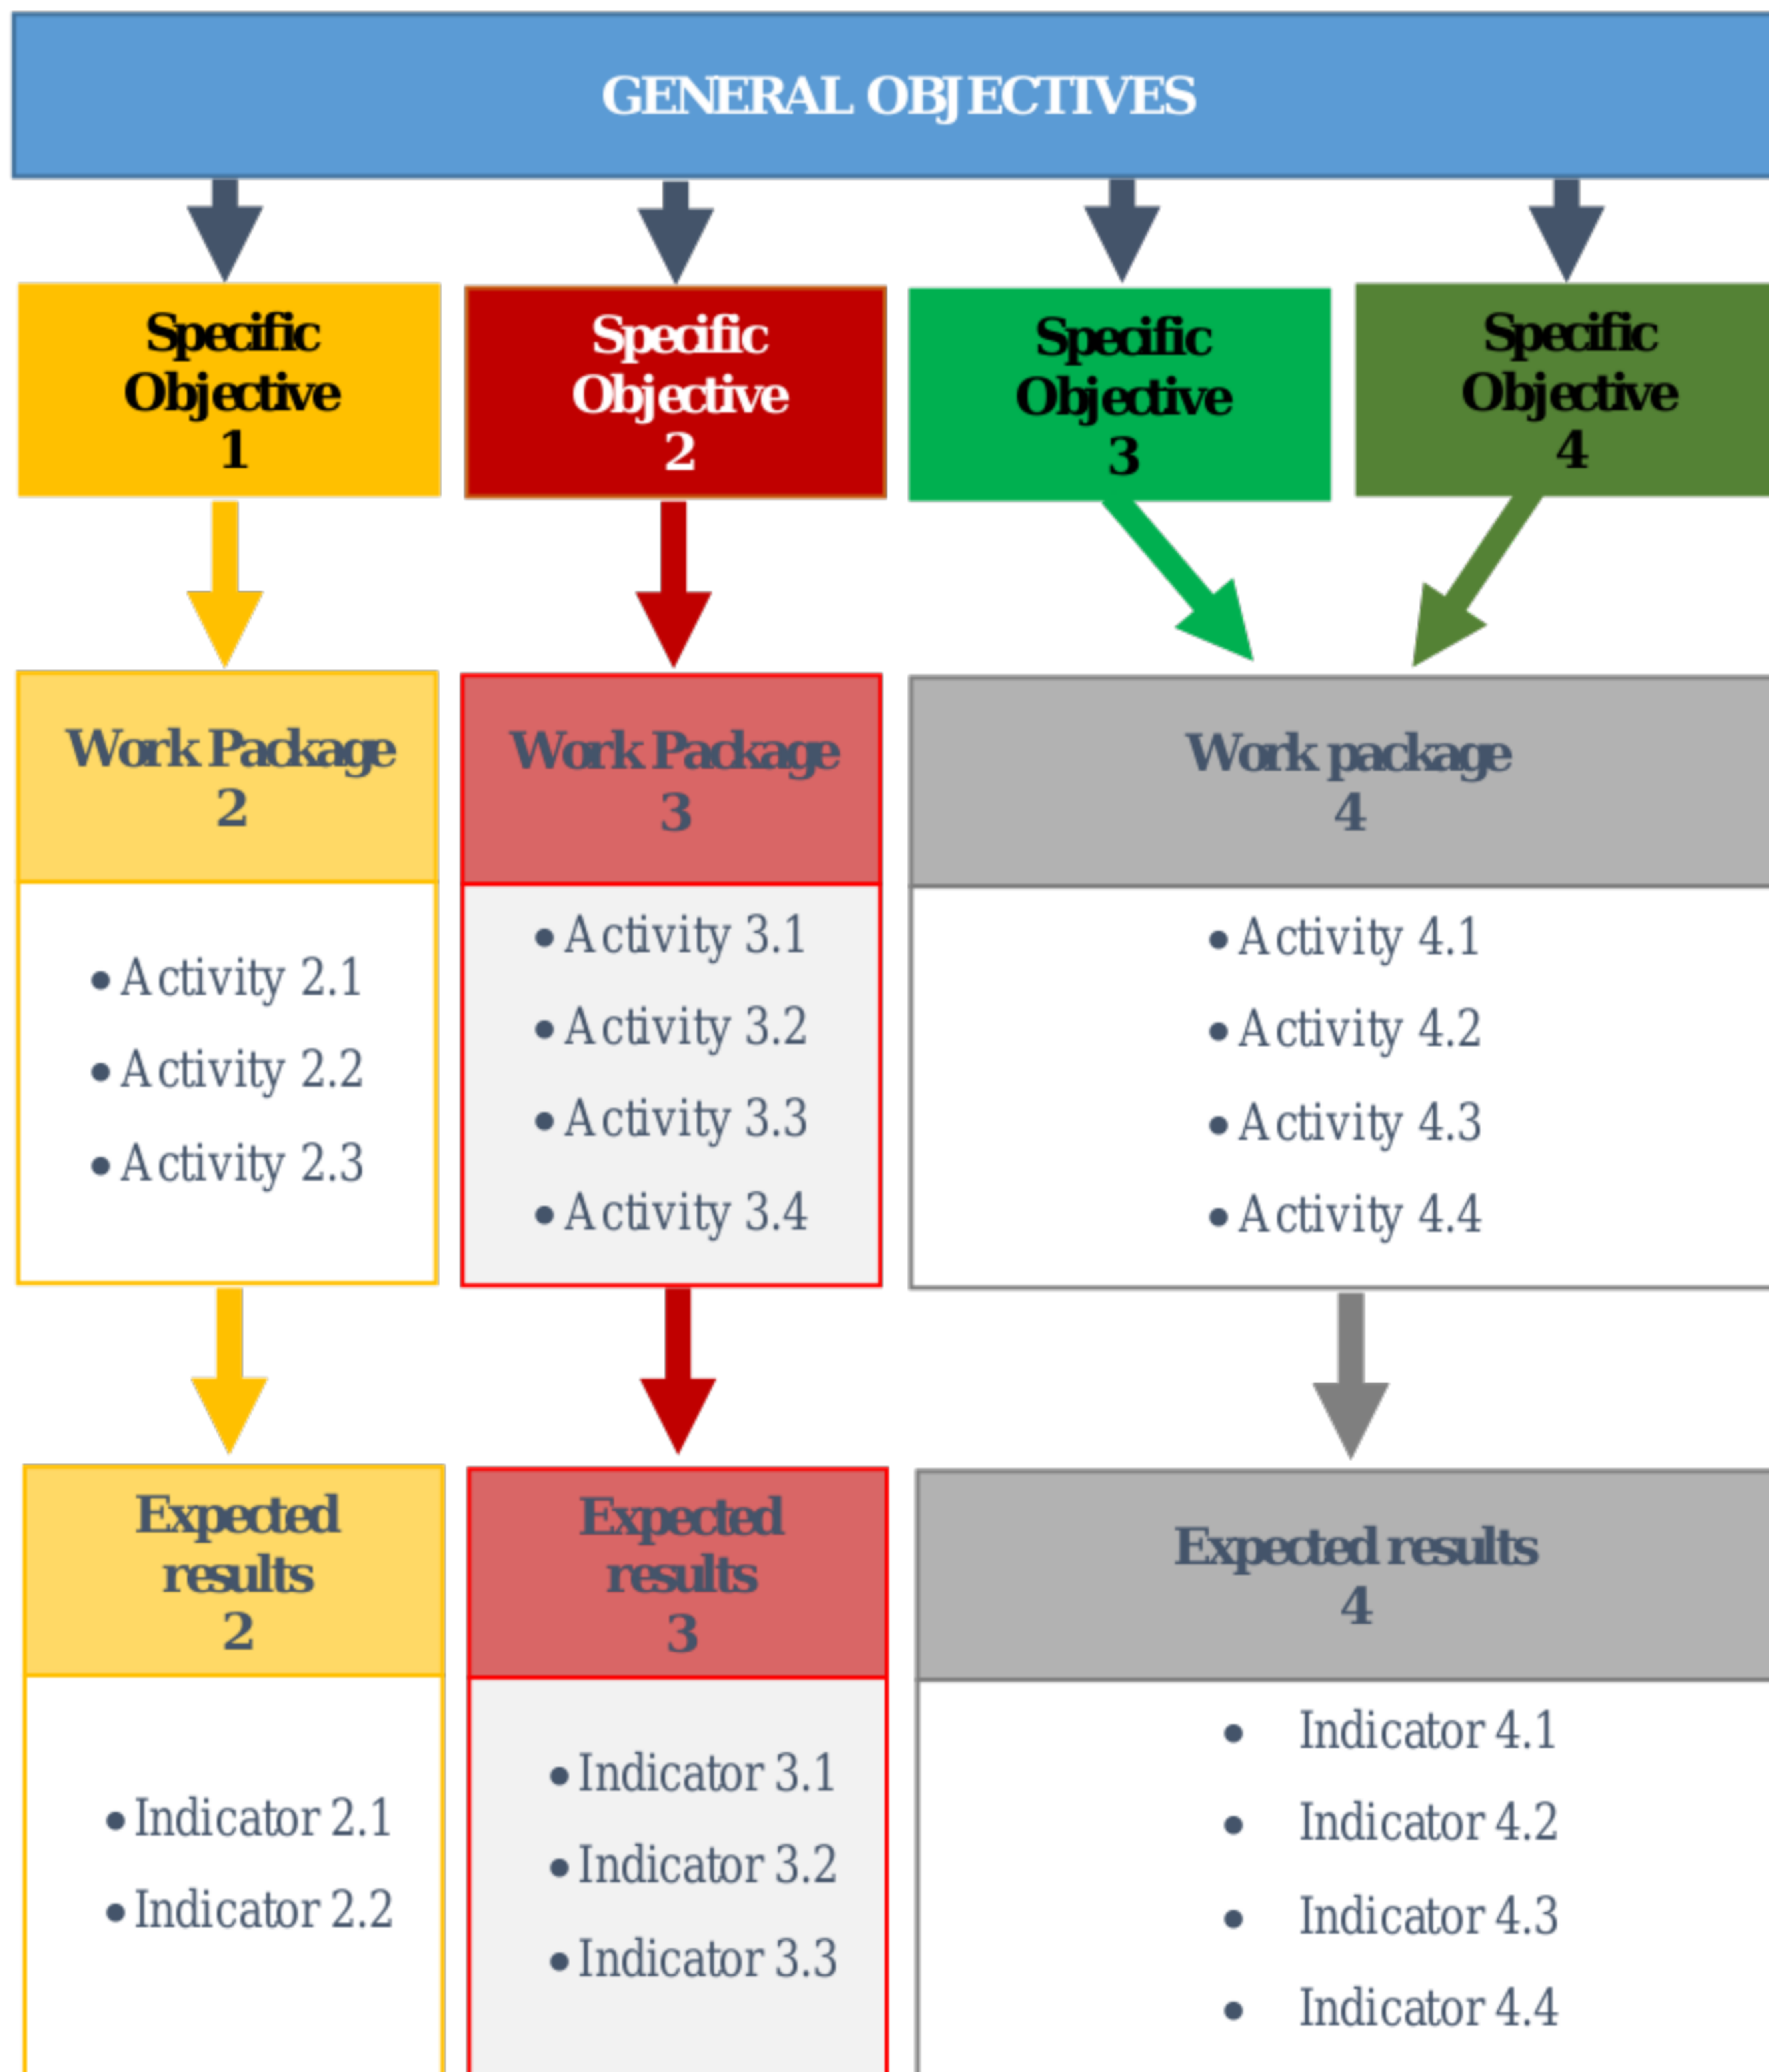 GENERAL OBJECTIVES
Specific
Objective
1
Specific
Objective
2
Specific
Objective
3
Specific
Objective
4
Work Package
2
Work Package
3
Work package
4
• Activity 2.1
• Activity 2.2
• Activity 2.3
• Activity 3.1
• Activity 3.2
• Activity 3.3
• Activity 3.4
• Activity 4.1
• Activity 4.2
• Activity 4.3
• Activity 4.4
Expected
results
2
Expected
results
3
Expected results
4
• Indicator 2.1
• Indicator 2.2
• Indicator 3.1
• Indicator 3.2
• Indicator 3.3
• Indicator 4.1
• Indicator 4.2
• Indicator 4.3
• Indicator 4.4